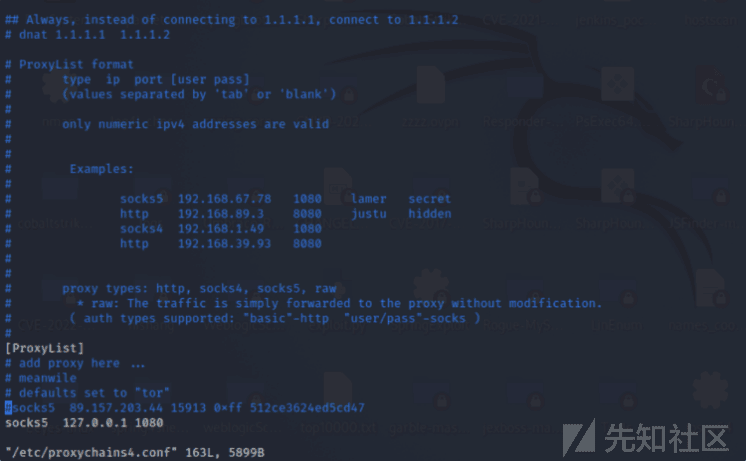 ## Always, instead of connecting to 1.1.1.1, connect to 1.1.1.2
# dnat 1.1.1.1  1.1.1.2
# ProxyList format
#       type  ip  port [user pass]
#       (values separated by 'tab' or 'blank')
#
#       only numeric ipv4 addresses are valid
#
#
#        Examples:
#
#               socks5  192.168.67.78   1080    lamer   secret
#               http    192.168.89.3    8080    justu   hidden
#               socks4  192.168.1.49    1080
#               http    192.168.39.93   8080
#
#
#       proxy types: http, socks4, socks5, raw
#         * raw: The traffic is simply forwarded to the proxy without modification.
#        ( auth types supported: "basic"-http  "user/pass"-socks )
#
[ProxyList]
# add proxy here ...
# meanwile
# defaults set to "tor"
#socks5  89.157.203.44 15913 0×ff 512ce3624ed5cd47
socks5  127.0.0.1 1080
"/etc/proxychains4.conf" 163L, 5899B
先知社区